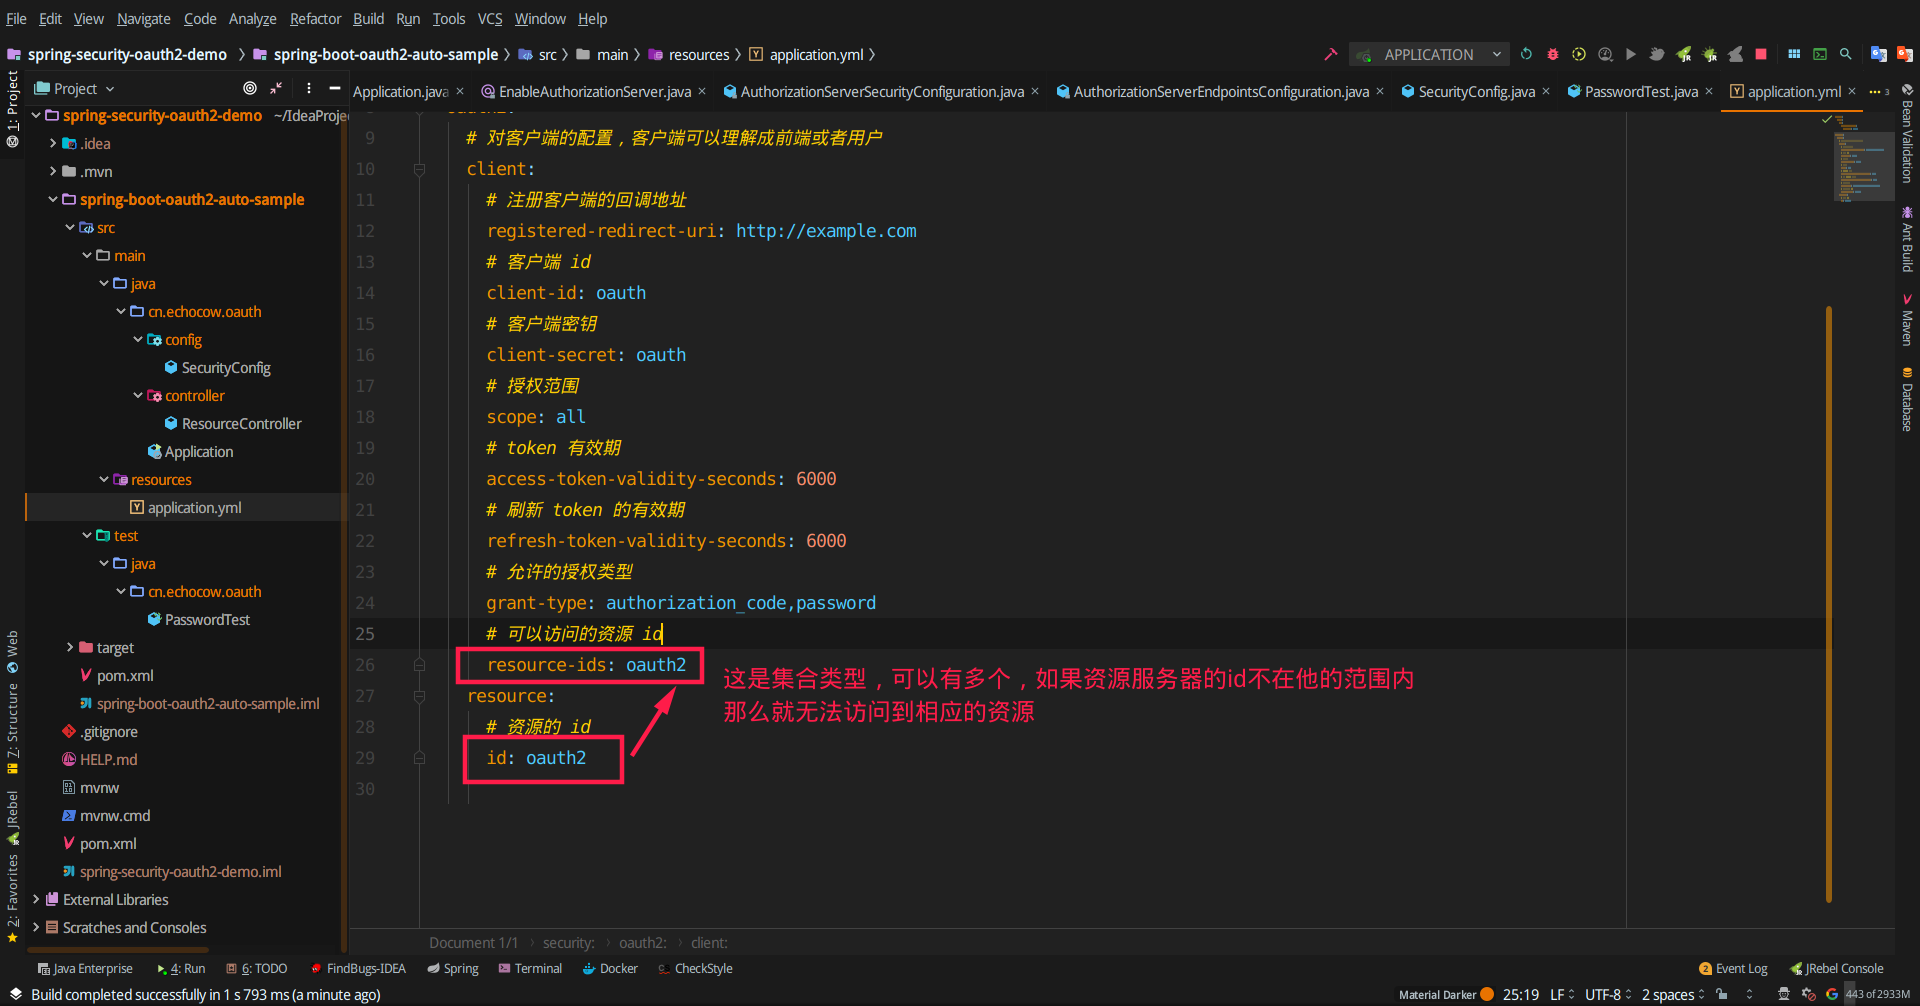 File Edit View Navigate Code Analyze Refactor Build Run Tools VCS Window Help
spring-security-oauth2-demo spring-boot-oauth2-auto-sample src main resources application.yml APPLICATION
Project
Application.java EnableAuthorizationServer.java AuthorizationServerSecurityConfiguration.java AuthorizationServerEndpointsConfiguration.java SecurityConfig.java PasswordTest.java application.yml 3
1: Project
Z: Structure
Web
JRebel
2: Favorites
spring-security-oauth2-demo ~/IdeaProje
.idea
.mvn
spring-boot-oauth2-auto-sample
src
main
java
cn.echocow.oauth
config
SecurityConfig
controller
ResourceController
Application
resources
application.yml
test
java
cn.echocow.oauth
PasswordTest
target
pom.xml
spring-boot-oauth2-auto-sample.iml
.gitignore
HELP.md
mvnw
mvnw.cmd
pom.xml
spring-security-oauth2-demo.iml
External Libraries
Scratches and Consoles
9 # 对客户端的配置，客户端可以理解成前端或者用户
10 client:
11 # 注册客户端的回调地址
12 registered-redirect-uri: http://example.com
13 # 客户端 id
14 client-id: oauth
15 # 客户端密钥
16 client-secret: oauth
17 # 授权范围
18 scope: all
19 # token 有效期
20 access-token-validity-seconds: 6000
21 # 刷新 token 的有效期
22 refresh-token-validity-seconds: 6000
23 # 允许的授权类型
24 grant-type: authorization_code,password
25 # 可以访问的资源 id
26 resource-ids: oauth2
27 resource:
28 # 资源的 id
29 id: oauth2
30
这是集合类型，可以有多个，如果资源服务器的id不在他的范围内
那么就无法访问到相应的资源
Bean Validation
Ant Build
Maven
Database
Document 1/1 security: oauth2: client:
Java Enterprise 4: Run 6: TODO FindBugs-IDEA Spring Terminal Docker CheckStyle 2 Event Log JRebel Console
Build completed successfully in 1 s 793 ms (a minute ago) Material Darker 25:19 LF UTF-8 2 spaces 443 of 2933M